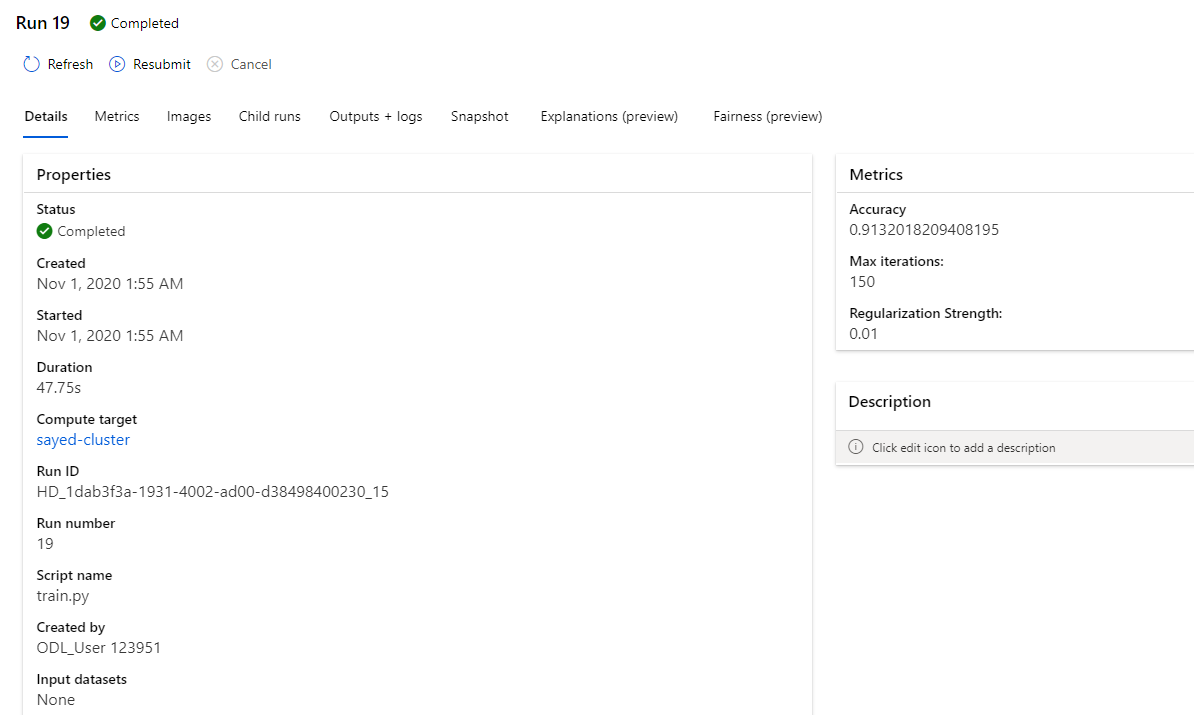 Run 19 Completed
Refresh Resubmit Cancel
Details Metrics Images Child runs Outputs + logs Snapshot Explanations (preview) Fairness (preview)
Properties
Status
Completed
Created
Nov 1, 2020 1:55 AM
Started
Nov 1, 2020 1:55 AM
Duration
47.75s
Compute target
sayed-cluster
Run ID
HD_1dab3f3a-1931-4002-ad00-d38498400230_15
Run number
19
Script name
train.py
Created by
ODL_User 123951
Input datasets
None
Metrics
Accuracy
0.9132018209408195
Max iterations:
150
Regularization Strength:
0.01
Description
Click edit icon to add a description